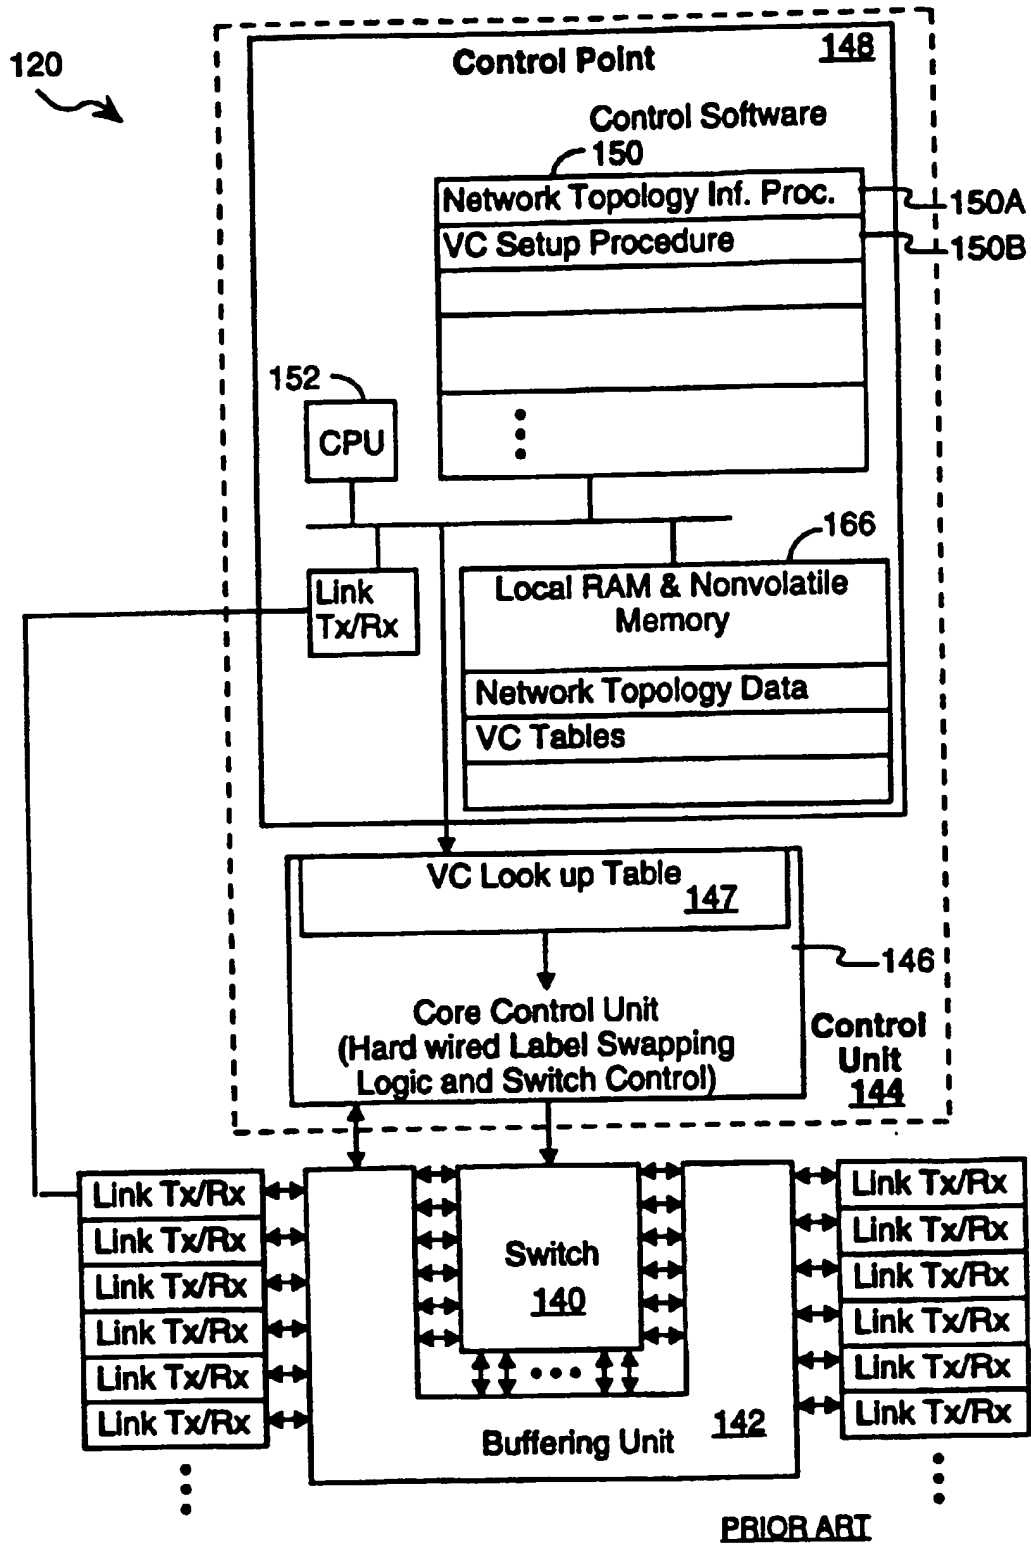 120
Control Point
148
Control Software
150
Network Topology Inf. Proc.
150A
VC Setup Procedure
150B
152
CPU
166
Link
Tx/Rx
Local RAM & Nonvolatile
Memory
Network Topology Data
VC Tables
VC Look up Table
147
146
Core Control Unit
(Hard wired Label Swapping
Logic and Switch Control)
Control
Unit
144
Link Tx/Rx
Link Tx/Rx
Link Tx/Rx
Link Tx/Rx
Link Tx/Rx
Link Tx/Rx
Switch
140
Buffering Unit
142
Link Tx/Rx
Link Tx/Rx
Link Tx/Rx
Link Tx/Rx
Link Tx/Rx
Link Tx/Rx
PRIOR ART